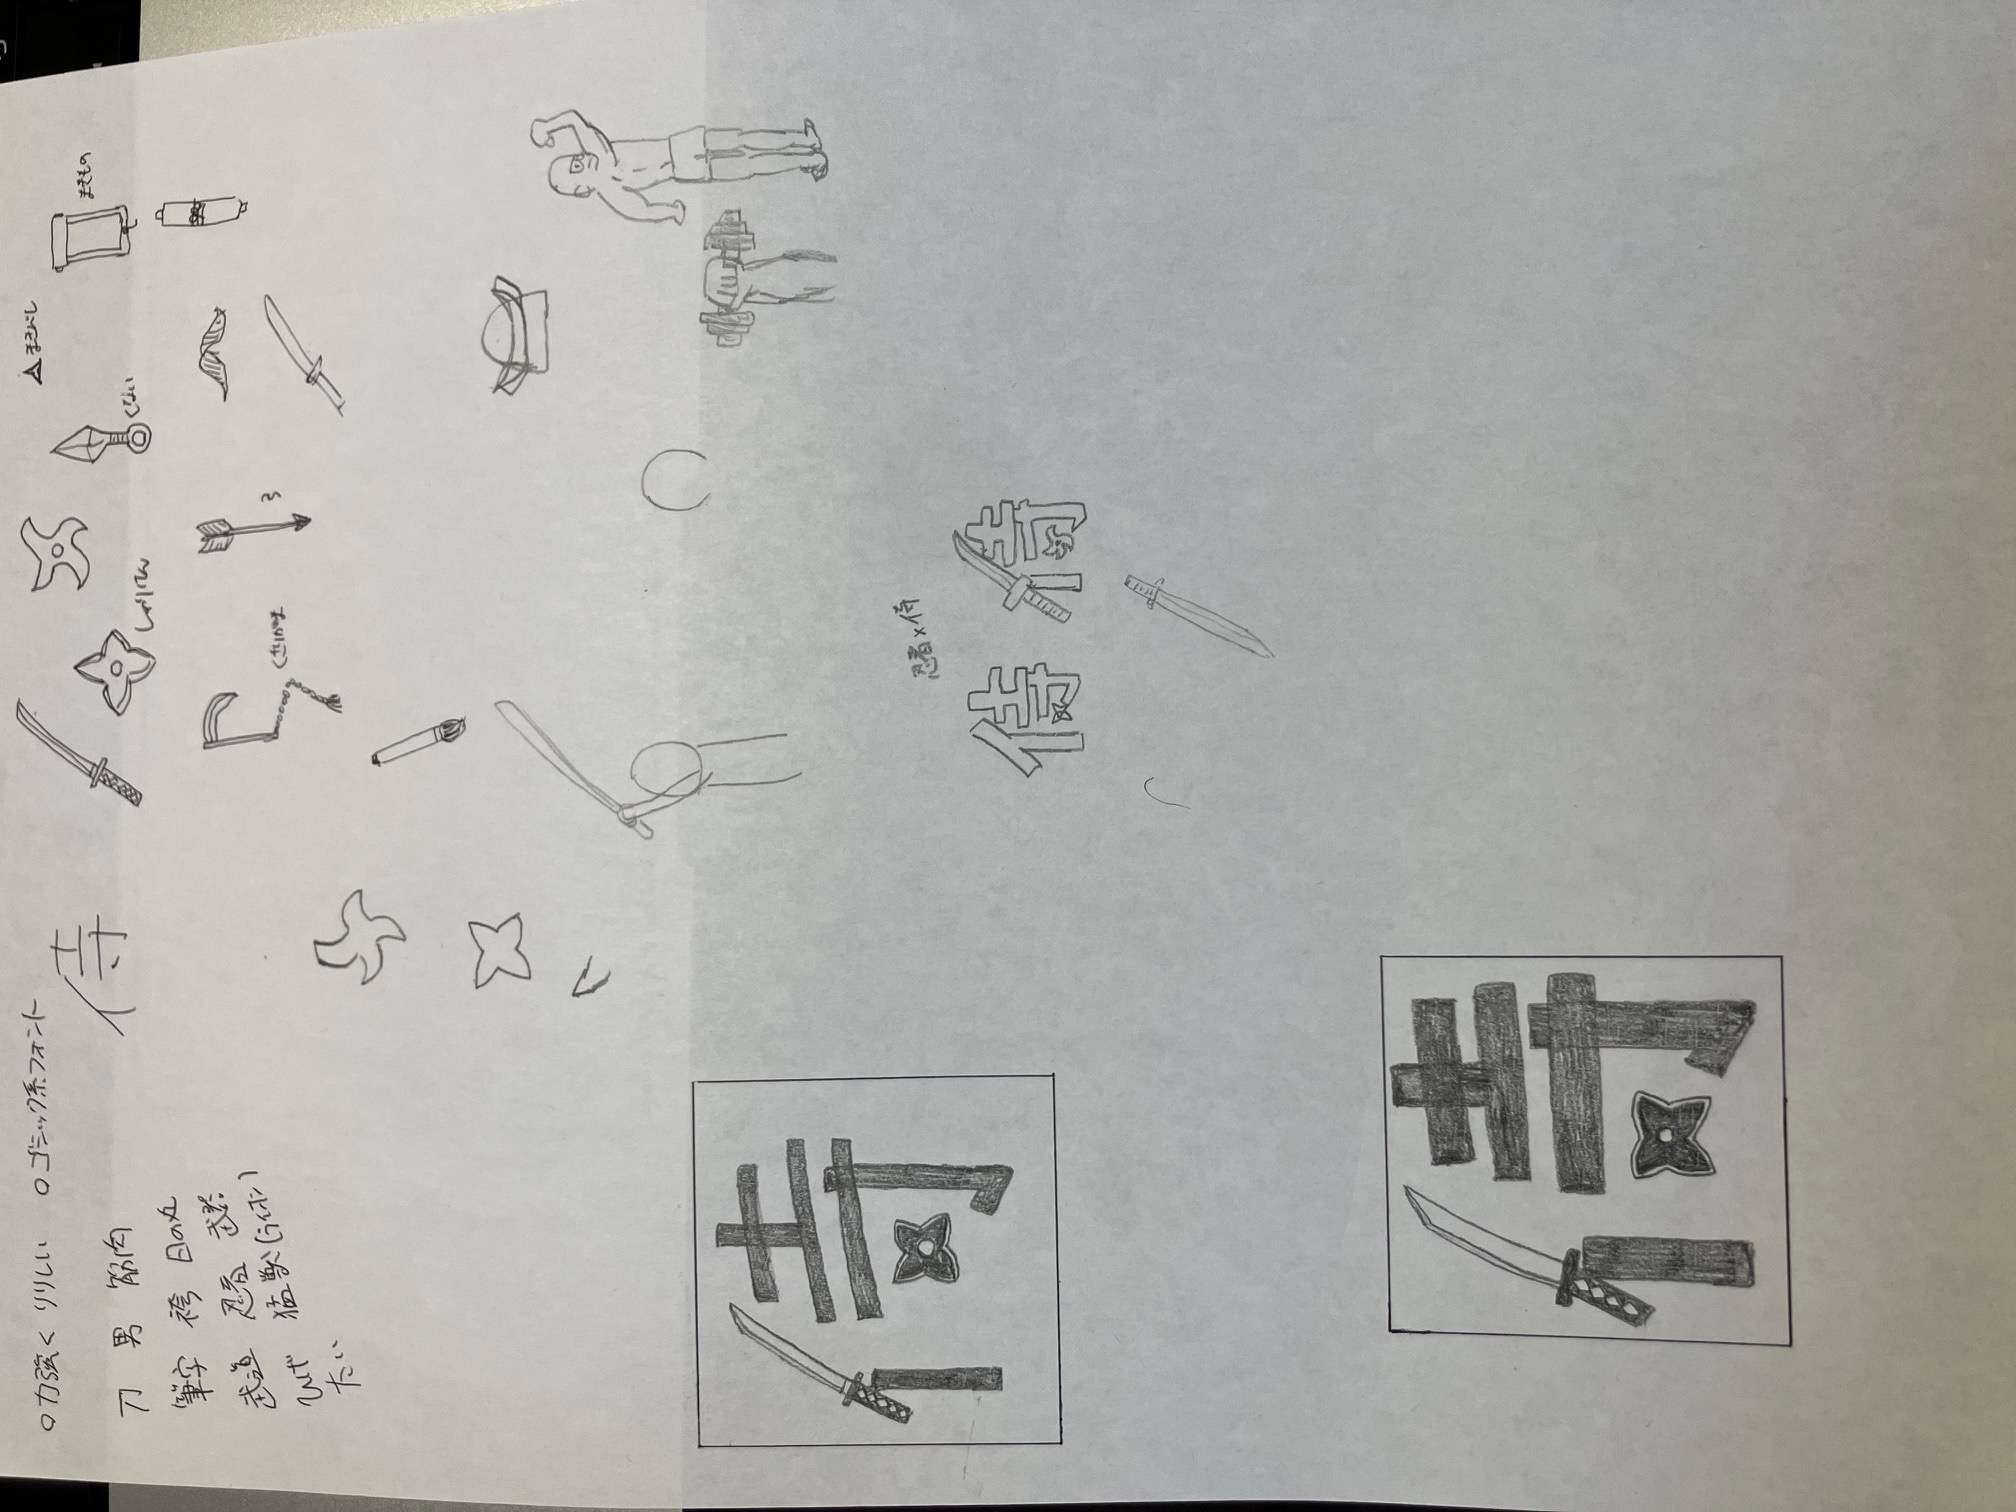 ○力強く りりしい ○ゴシック系フォント
刀 男 筋肉
筆字 袴 日の丸
武道 忍者 武器
ひげ 猛獣(ライオン)
たい
侍
しゅりけん
くない
まきびし
まきもの
くさりがま
侍
忍者×侍
侍 侍
侍